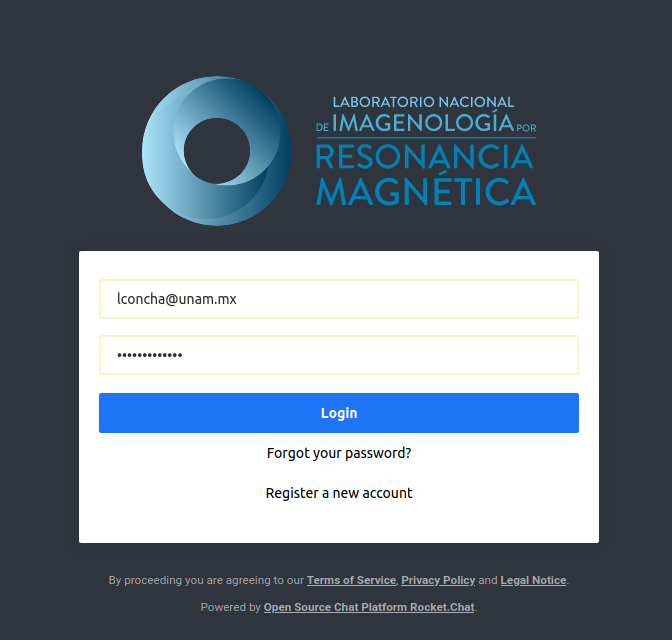 LABORATORIO NACIONAL
DE IMAGENOLOGÍA POR
RESONANCIA
MAGNÉTICA
lconcha@unam.mx
•••••••••••••
Login
Forgot your password?
Register a new account
By proceeding you are agreeing to our Terms of Service, Privacy Policy and Legal Notice.
Powered by Open Source Chat Platform Rocket.Chat.